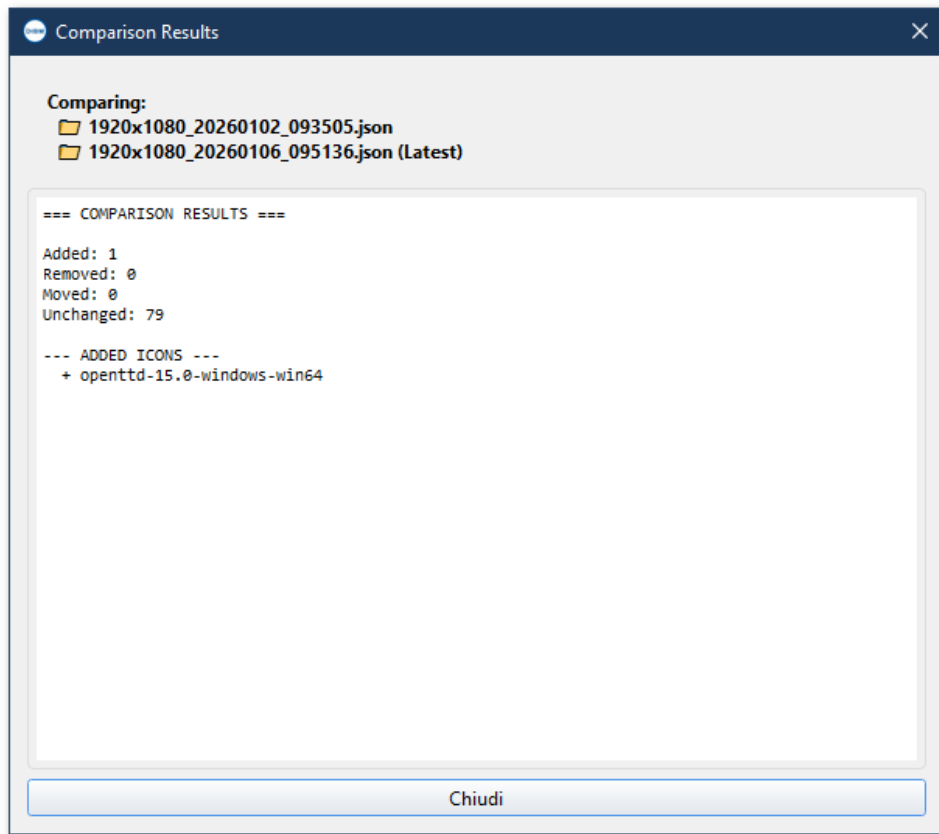 Comparison Results
Comparing:
1920x1080_20260102_093505.json
1920x1080_20260106_095136.json (Latest)
=== COMPARISON RESULTS ===
Added: 1
Removed: 0
Moved: 0
Unchanged: 79
--- ADDED ICONS ---
+ openttd-15.0-windows-win64
Chiudi